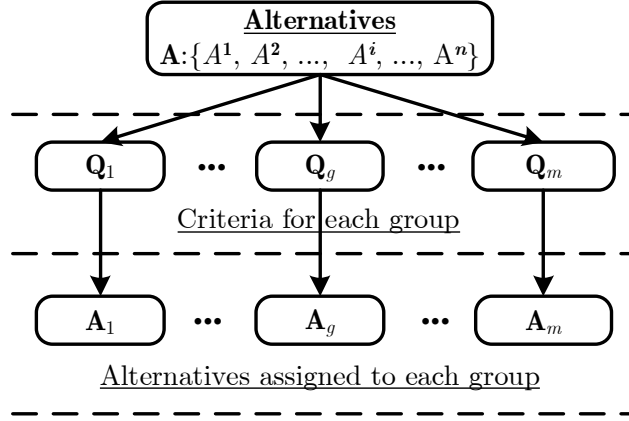 Alternatives
A:{A¹, A², ..., Aⁱ, ..., Aⁿ}
Q₁ ••• Q_g ••• Q_m
Criteria for each group
A₁ ••• A_g ••• A_m
Alternatives assigned to each group